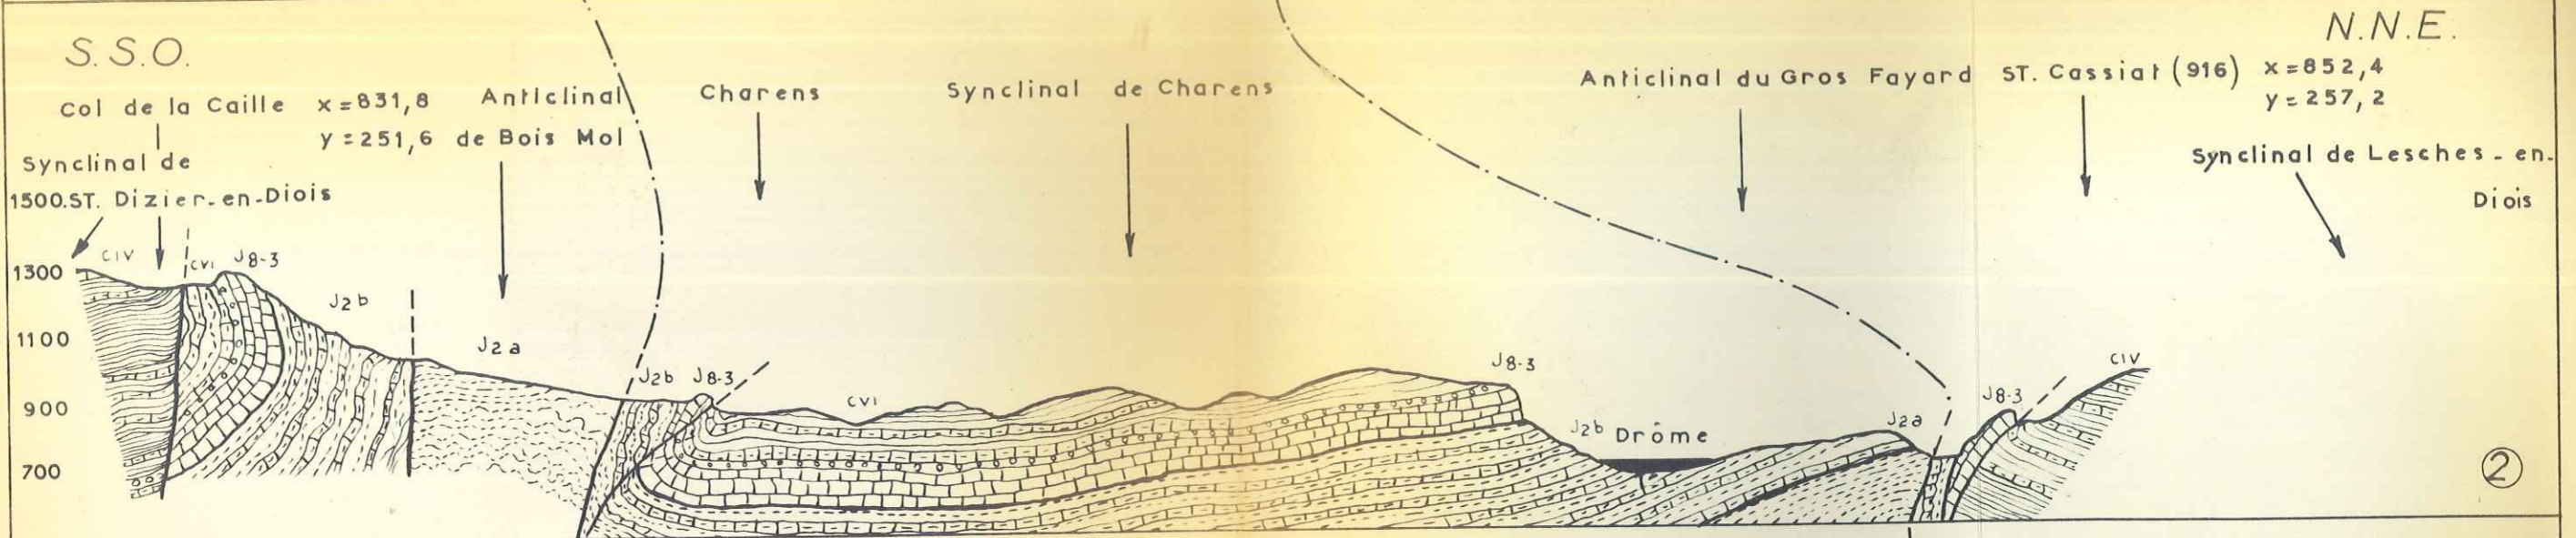 S.S.O.
N.N.E.
Col de la Caille x=831,8
y=251,6
Anticlinal
de Bois Mol
Charens
Synclinal de Charens
Anticlinal du Gros Fayard
ST. Cassiat (916) x=852,4
y=257,2
Synclinal de
ST. Dizier-en-Diois
Synclinal de Lesches-en-
Diois
1500
1300
1100
900
700
CIV
CVI
J8-3
J2b
J2a
J2b
J8-3
CVI
J8-3
J2b
Drôme
J2a
J8-3
CIV
2